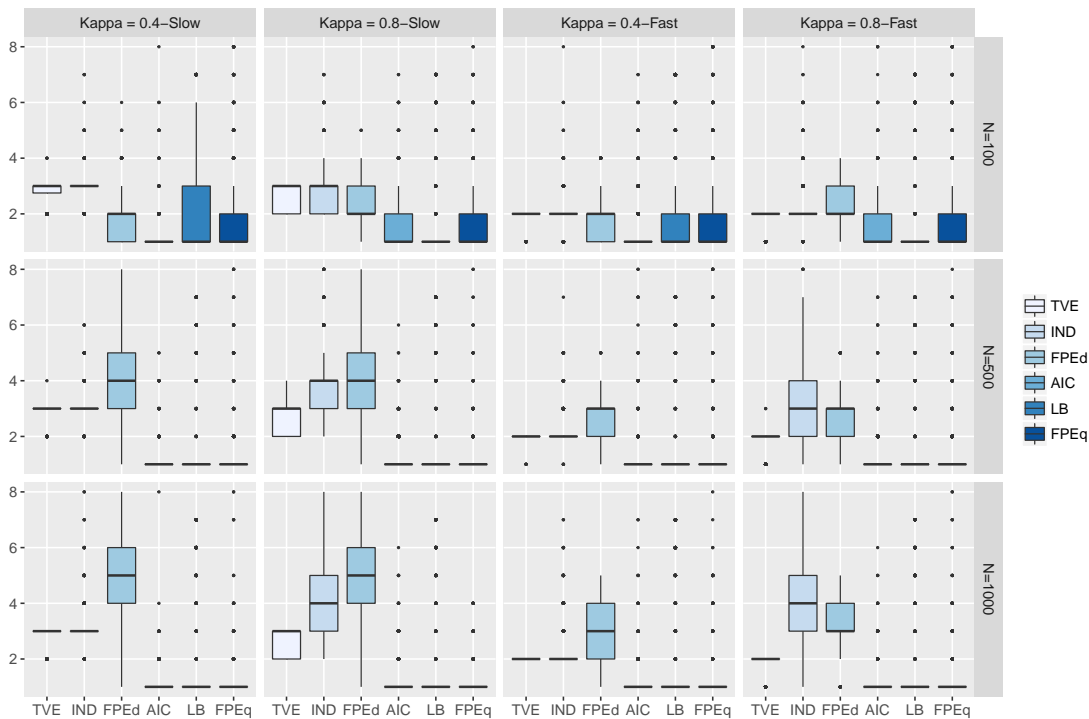 Kappa = 0.4−Slow
Kappa = 0.8−Slow
Kappa = 0.4−Fast
Kappa = 0.8−Fast
8
6
4
2
N=100
8
6
4
2
N=500
8
6
4
2
N=1000
TVE IND FPEd AIC LB FPEq
TVE IND FPEd AIC LB FPEq
TVE IND FPEd AIC LB FPEq
TVE IND FPEd AIC LB FPEq
TVE
IND
FPEd
AIC
LB
FPEq